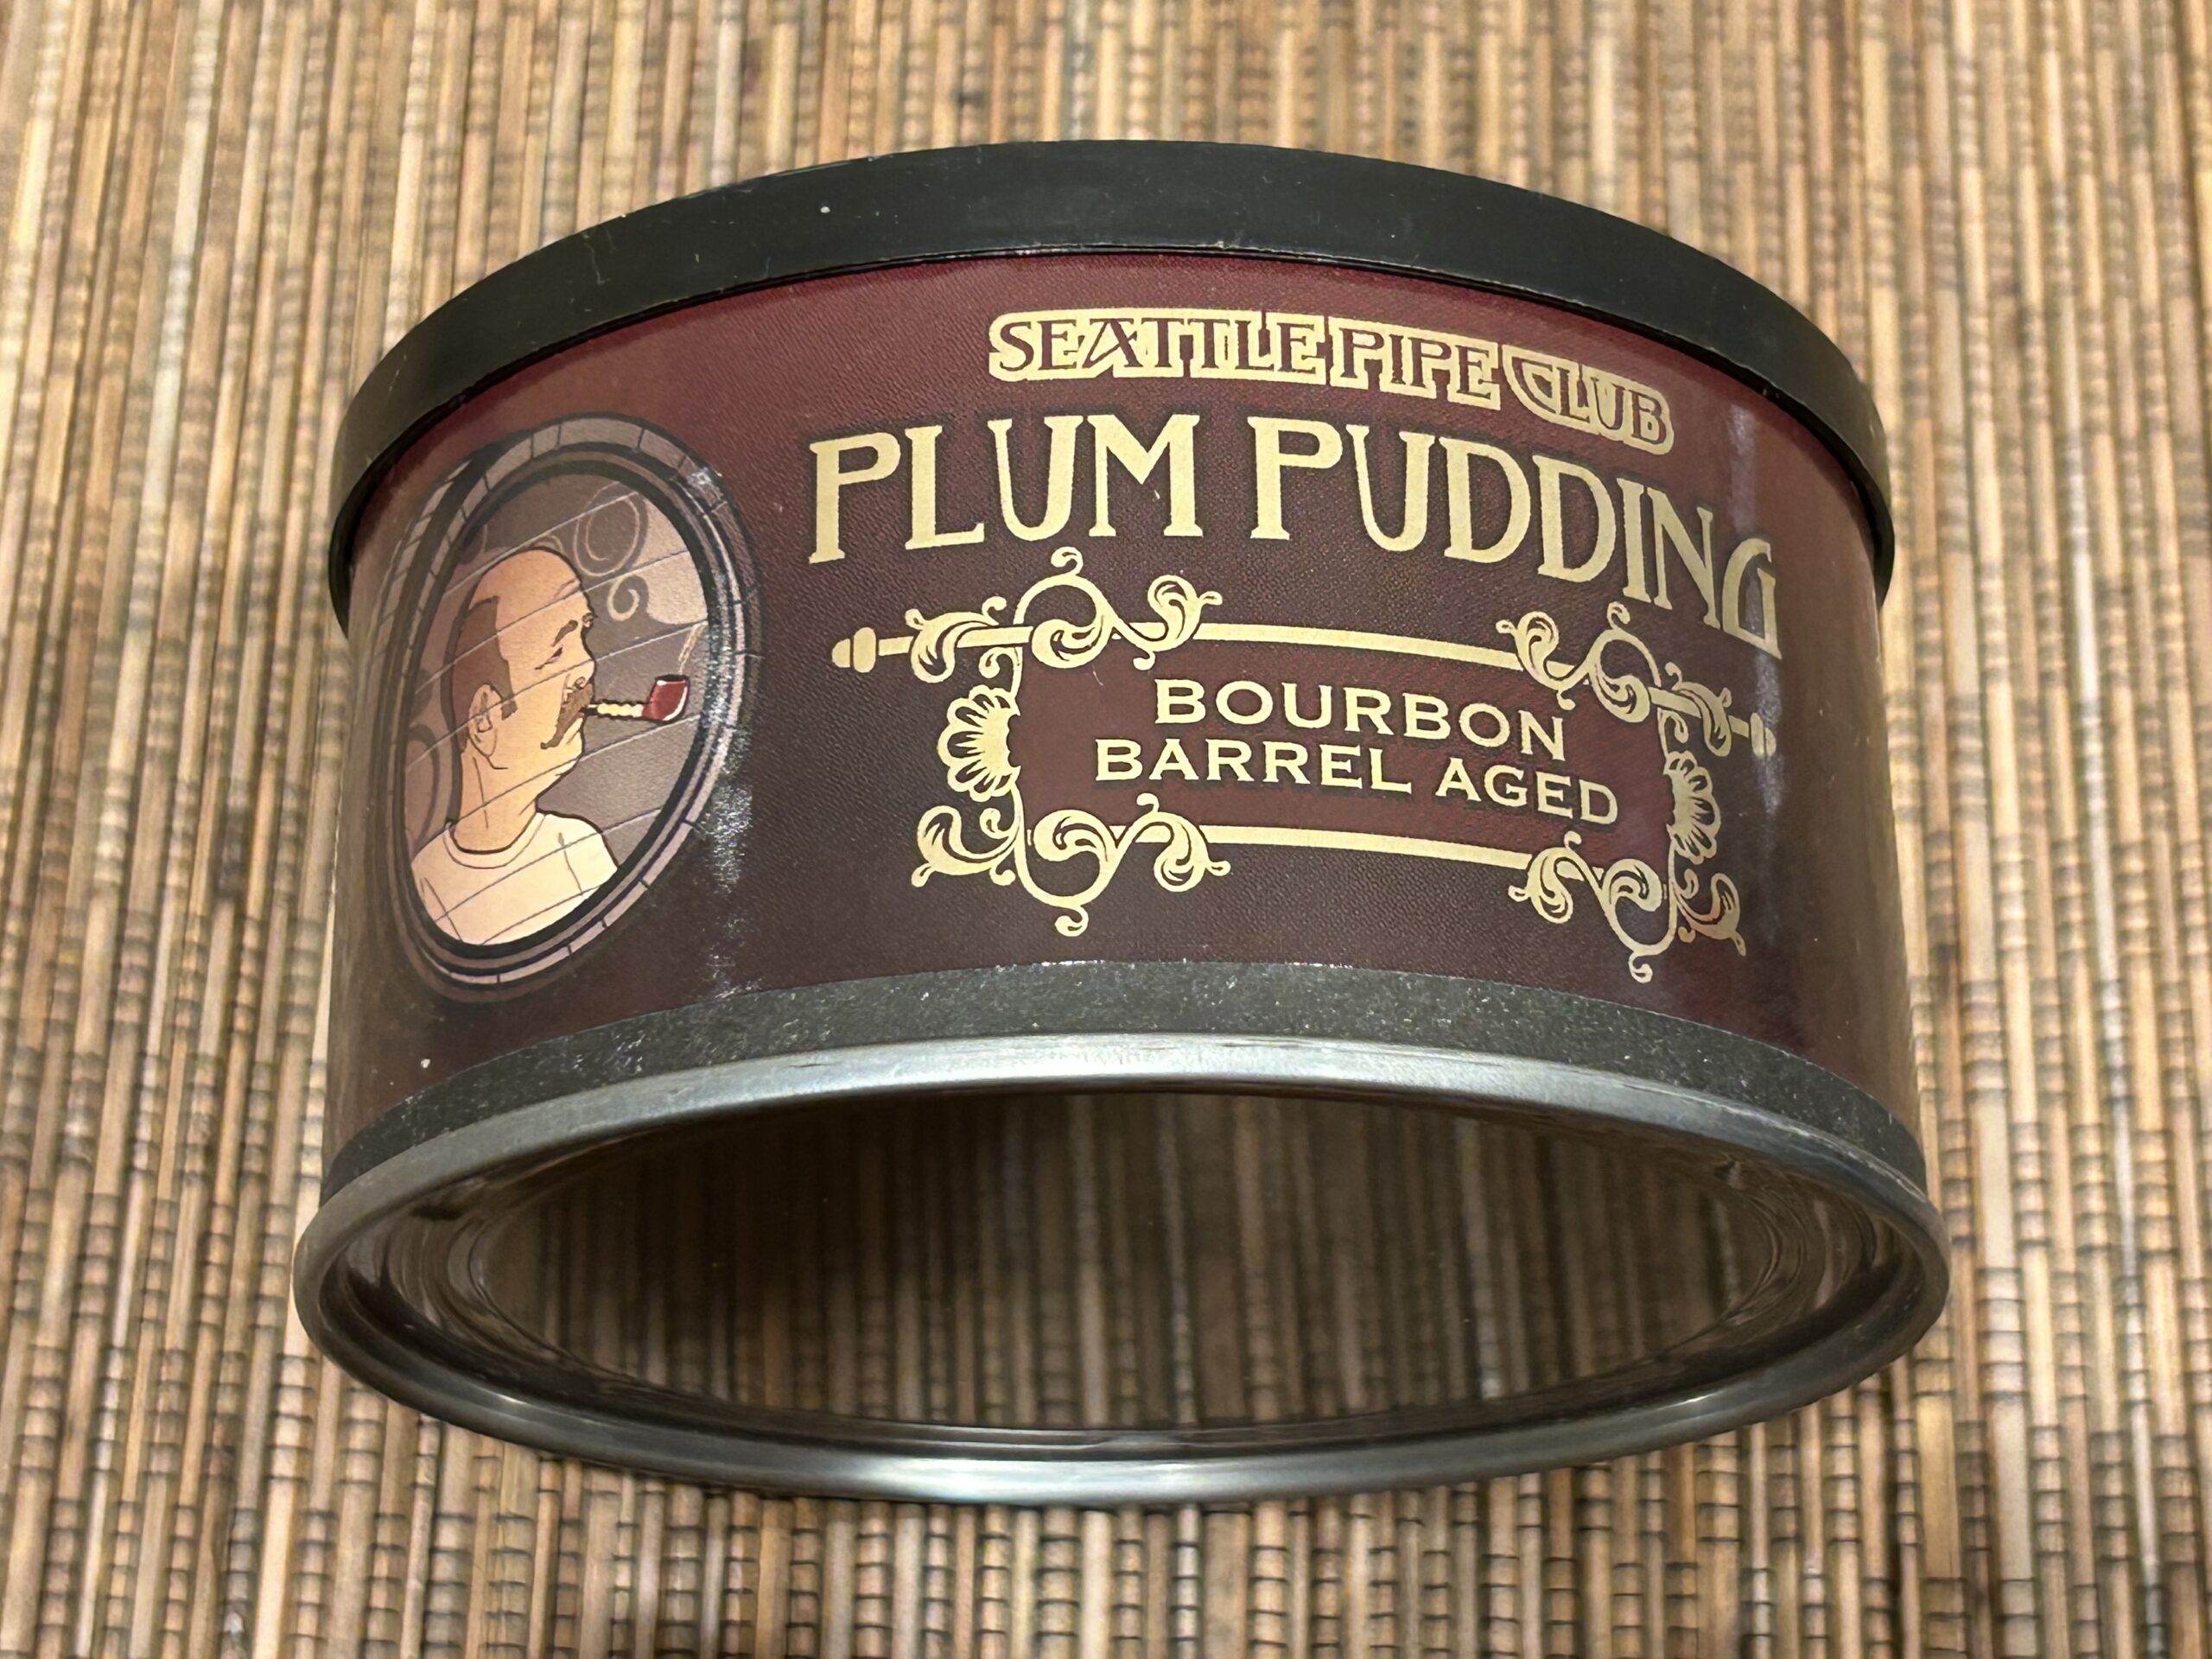 SEATTLE PIPE CLUB
PLUM PUDDING
BOURBON
BARREL AGED